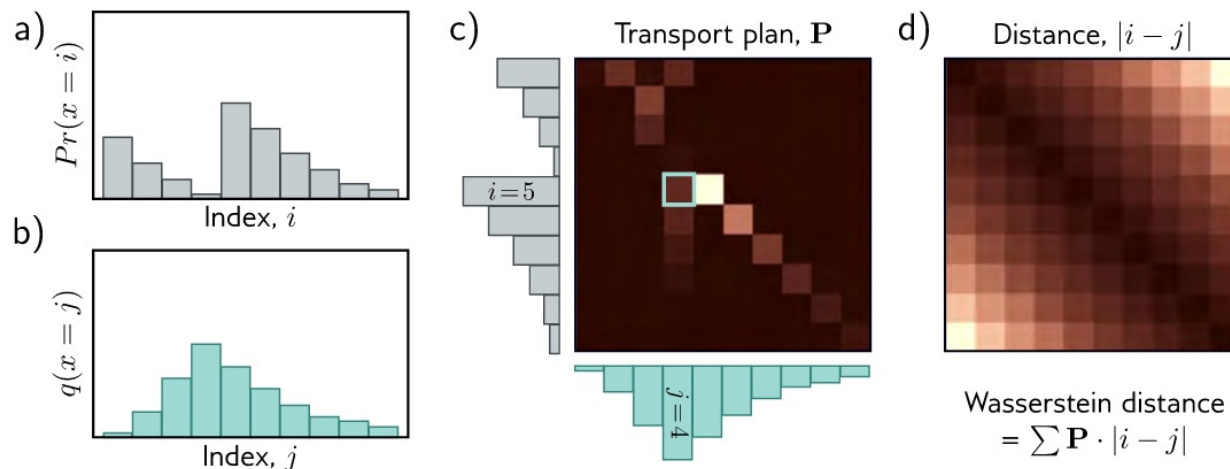 a)
Pr(x = i)
Index, i
b)
q(x = j)
Index, j
c)
Transport plan, P
i=5
j=4
d)
Distance, |i − j|
Wasserstein distance
= ∑ P · |i − j|